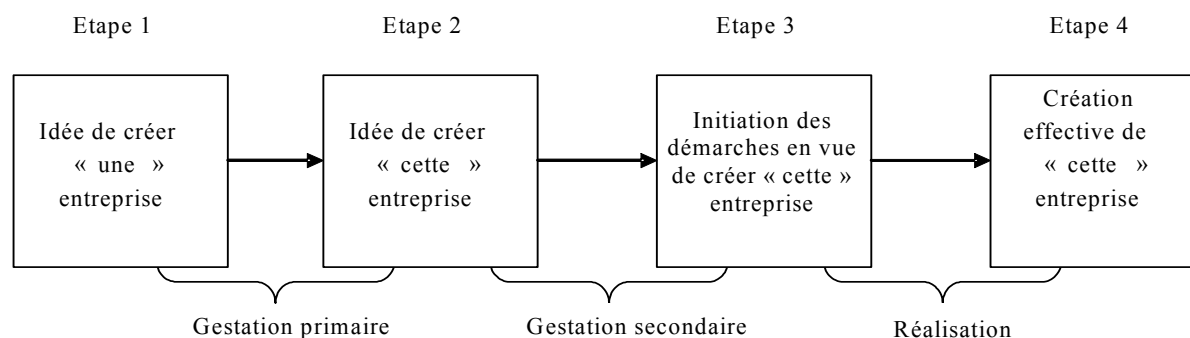 Etape 1
Etape 2
Etape 3
Etape 4
Idée de créer
« une »
entreprise
Idée de créer
« cette »
entreprise
Initiation des
démarches en vue
de créer « cette »
entreprise
Création
effective de
« cette »
entreprise
Gestation primaire
Gestation secondaire
Réalisation